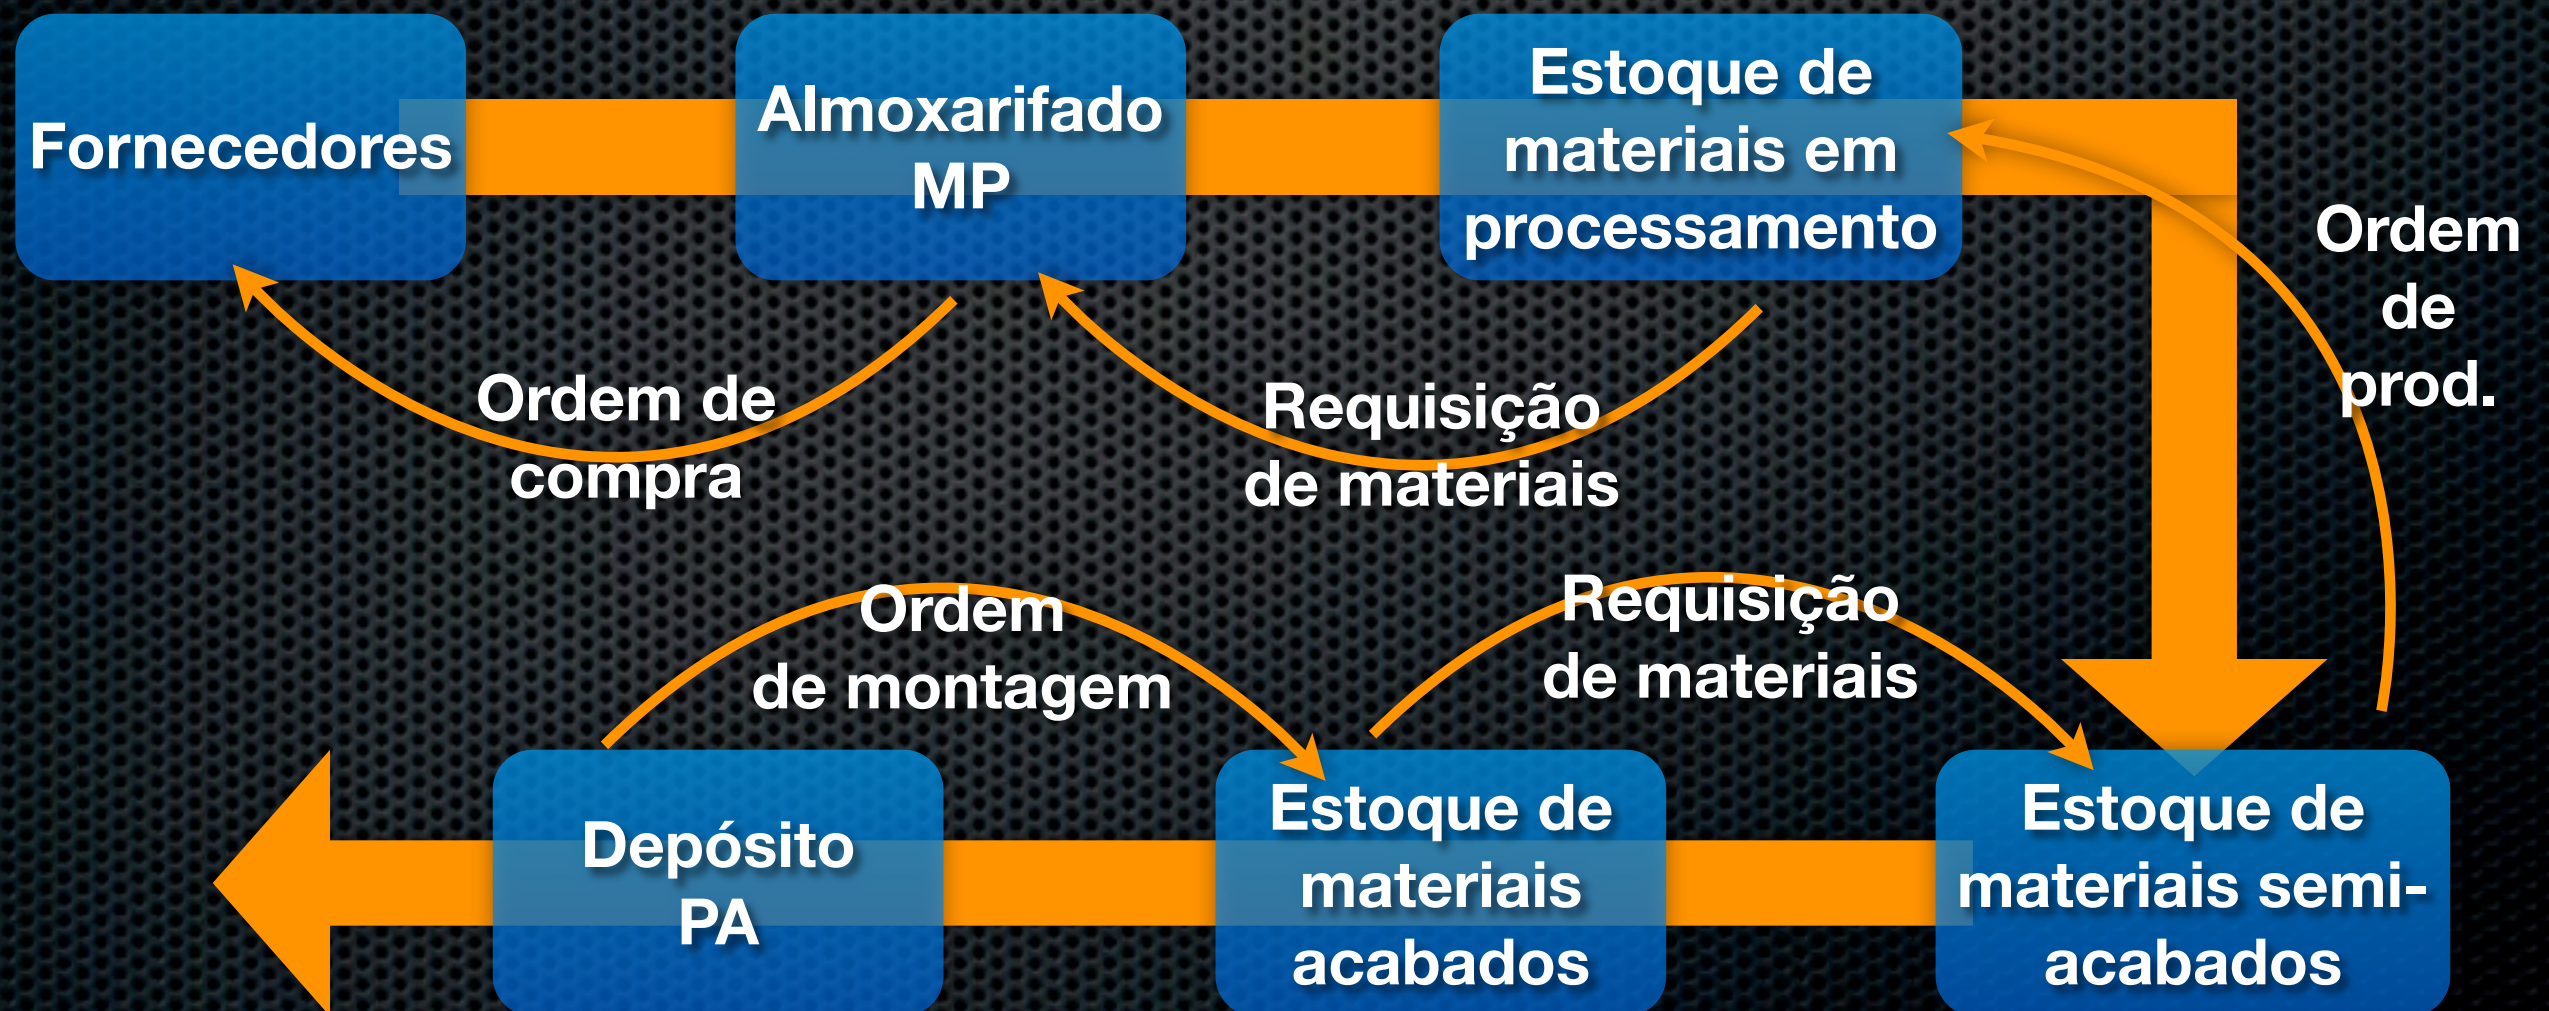 Fornecedores
Almoxarifado
MP
Estoque de
materiais em
processamento
Ordem
de
prod.
Ordem de
compra
Requisição
de materiais
Ordem
de montagem
Requisição
de materiais
Depósito
PA
Estoque de
materiais
acabados
Estoque de
materiais semi-
acabados